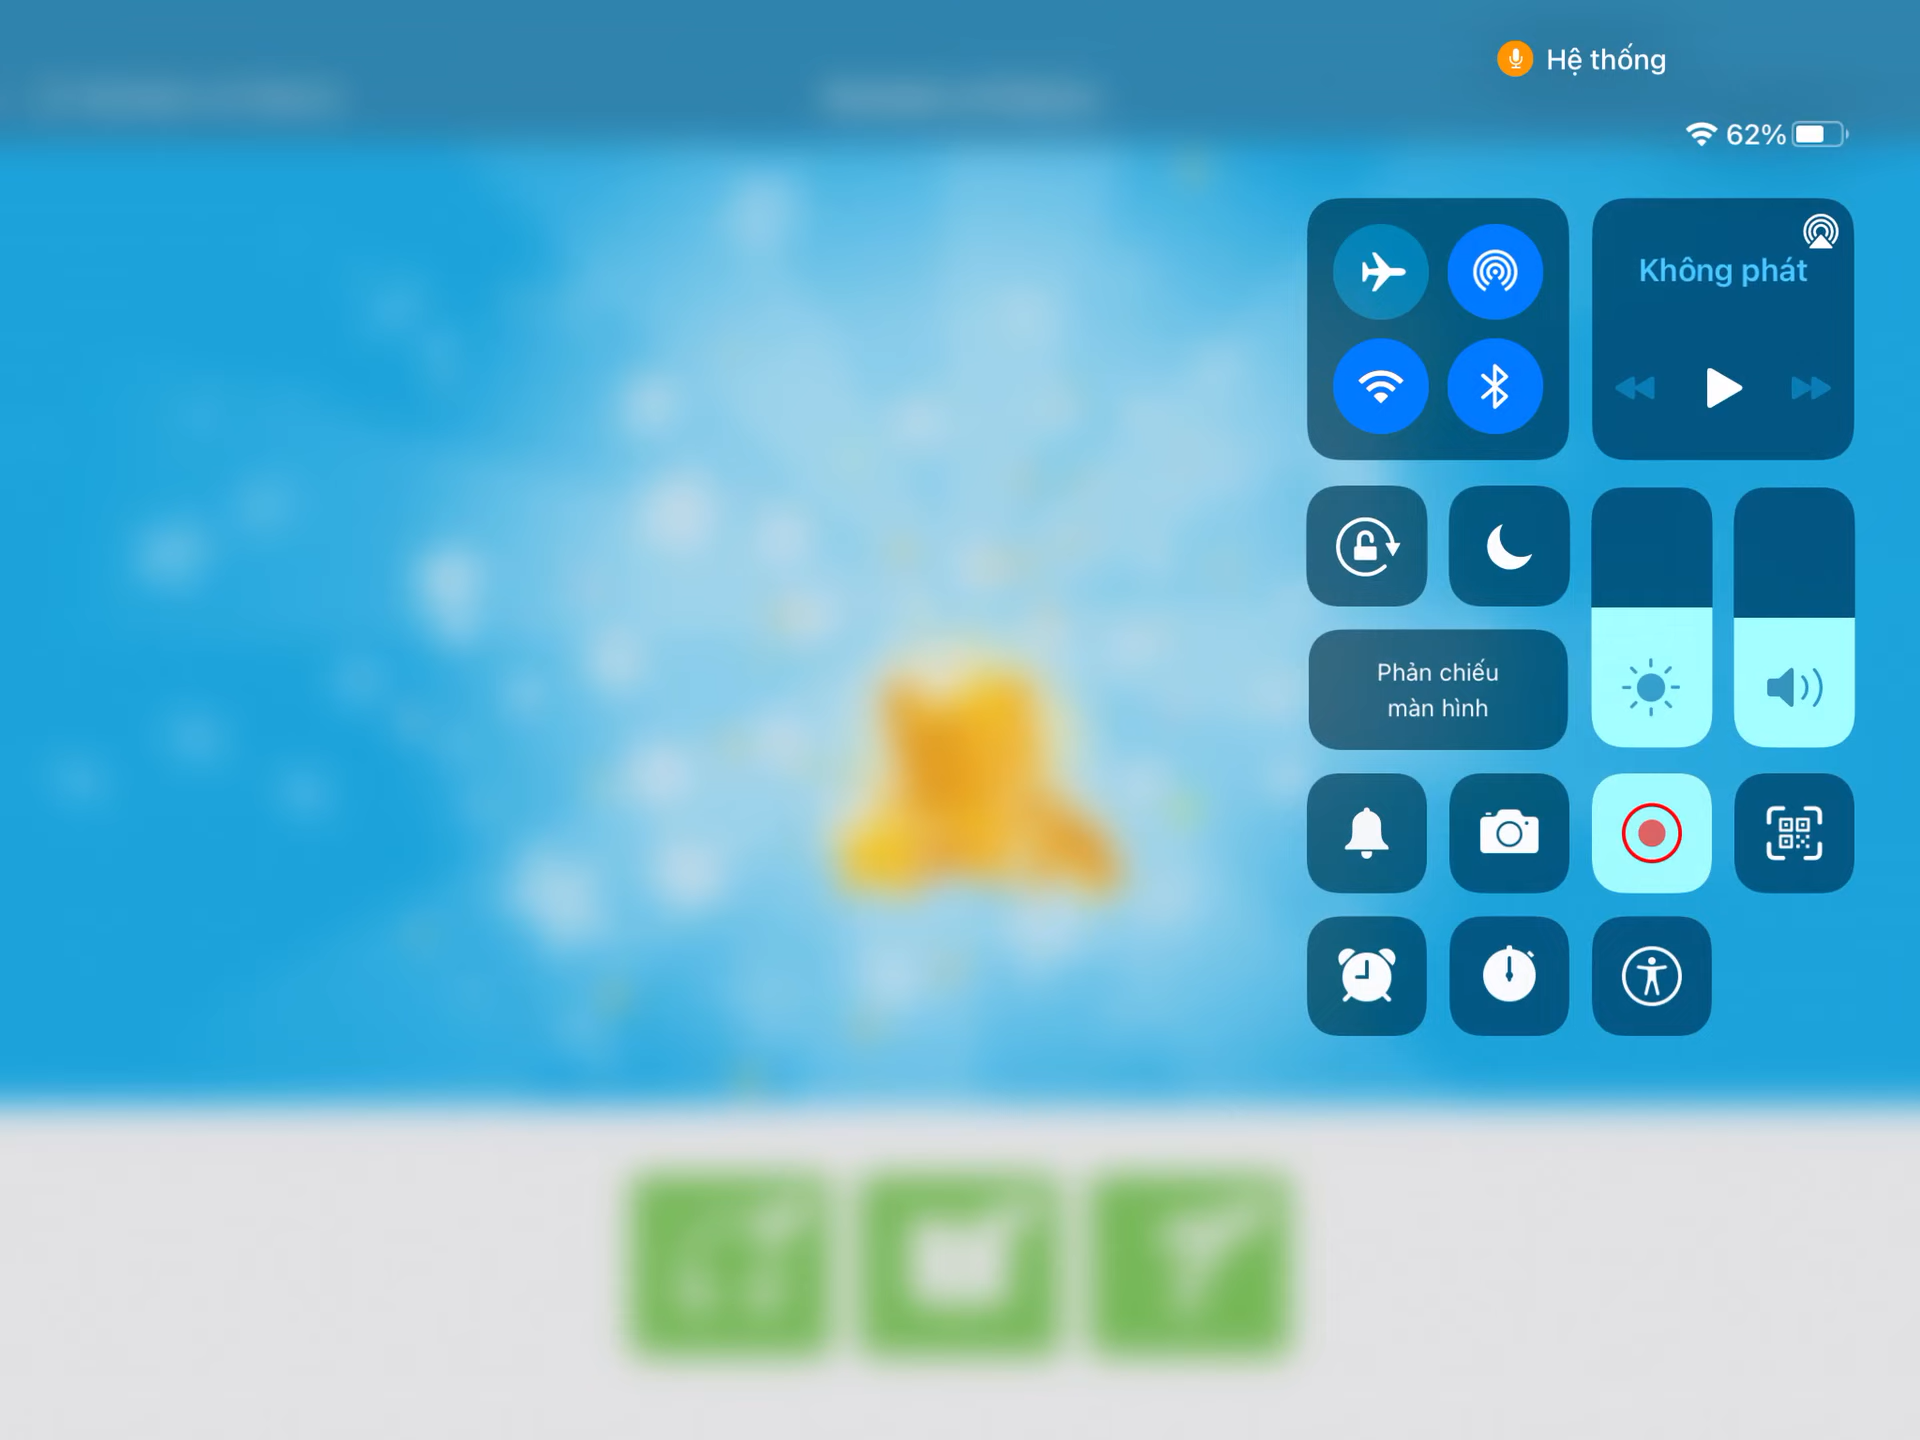 Hệ thống
62%
Không phát
Phản chiếu
màn hình